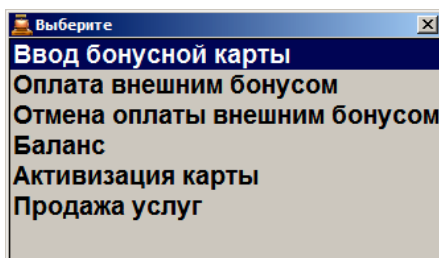 Выберите
Ввод бонусной карты
Оплата внешним бонусом
Отмена оплаты внешним бонусом
Баланс
Активизация карты
Продажа услуг